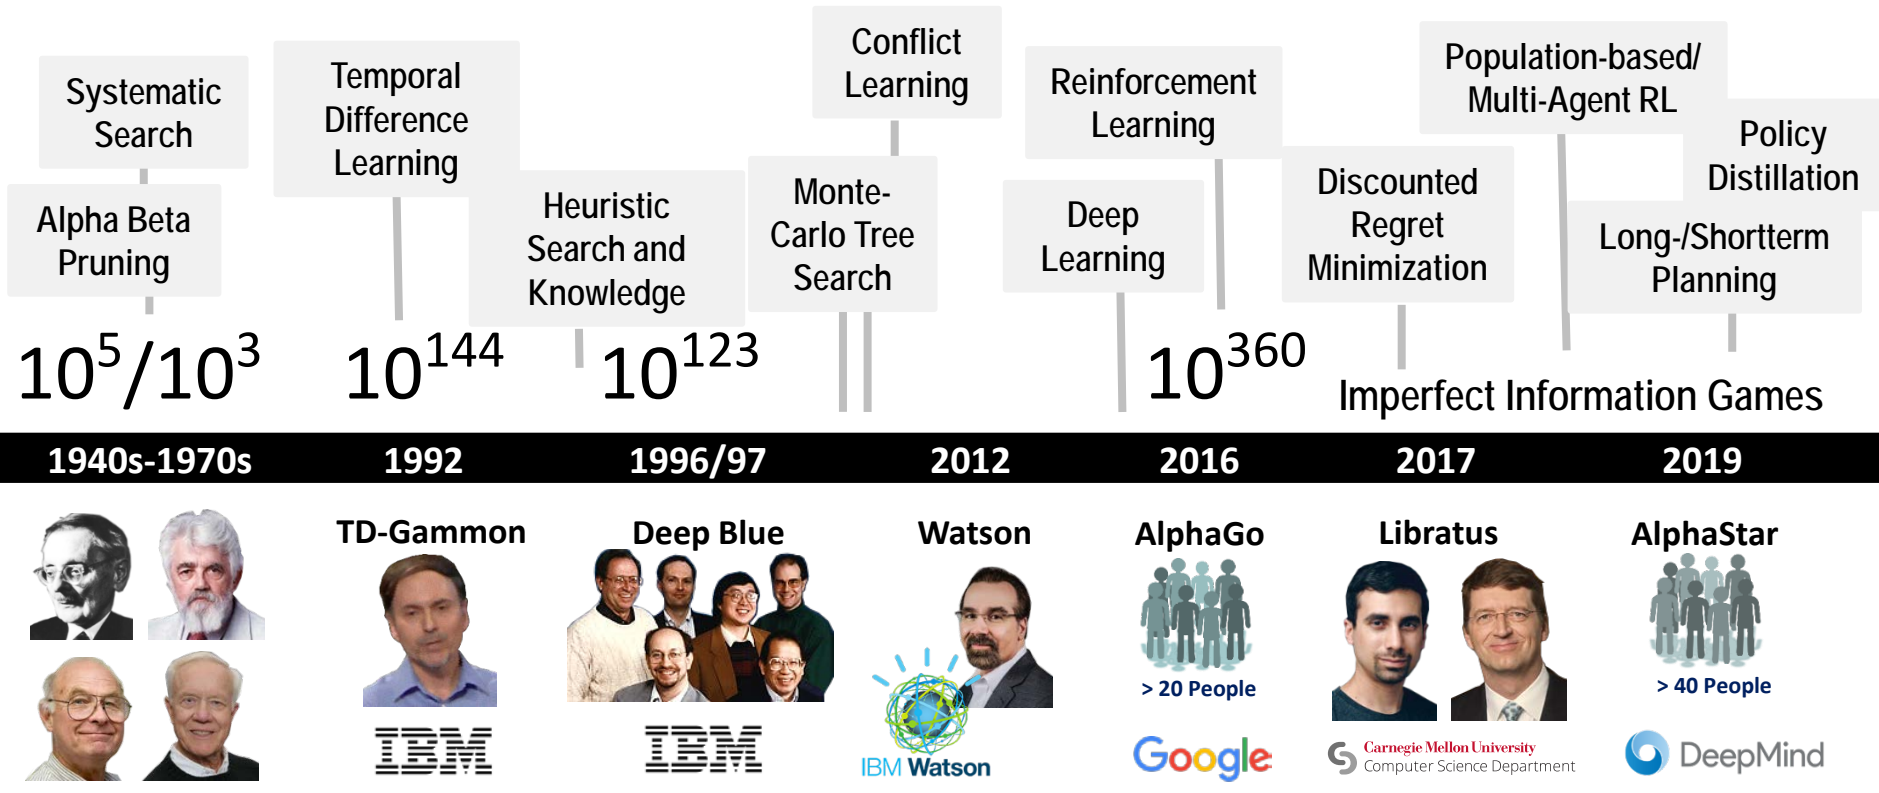 Systematic
Search
Alpha Beta
Pruning
10⁵/10³
Temporal
Difference
Learning
10¹⁴⁴
Heuristic
Search and
Knowledge
10¹²³
Conflict
Learning
Monte-
Carlo Tree
Search
Reinforcement
Learning
Deep
Learning
10³⁶⁰
Discounted
Regret
Minimization
Population-based/
Multi-Agent RL
Policy
Distillation
Long-/Shortterm
Planning
Imperfect Information Games
1940s-1970s 1992 1996/97 2012 2016 2017 2019
TD-Gammon Deep Blue Watson AlphaGo Libratus AlphaStar
> 20 People > 40 People
IBM
IBM
IBM Watson
Google
Carnegie Mellon University
Computer Science Department
DeepMind